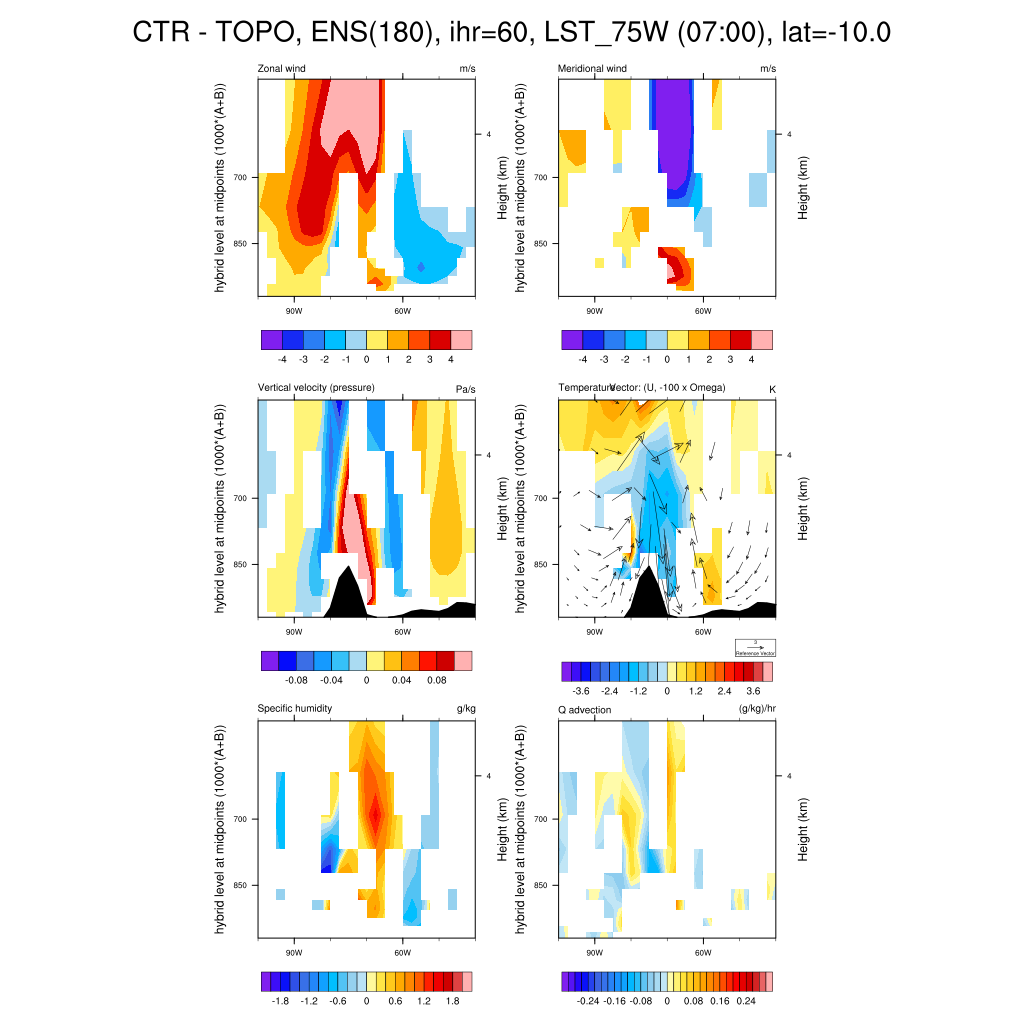 CTR - TOPO, ENS(180), ihr=60, LST_75W (07:00), lat=-10.0
Zonal wind m/s
hybrid level at midpoints (1000*(A+B))
700
850
4
Height (km)
90W 60W
-4 -3 -2 -1 0 1 2 3 4
Meridional wind m/s
hybrid level at midpoints (1000*(A+B))
700
850
4
Height (km)
90W 60W
-4 -3 -2 -1 0 1 2 3 4
Vertical velocity (pressure) Pa/s
hybrid level at midpoints (1000*(A+B))
700
850
4
Height (km)
90W 60W
-0.08 -0.04 0 0.04 0.08
Temperature Vector: (U, -100 x Omega) K
hybrid level at midpoints (1000*(A+B))
700
850
4
Height (km)
90W 60W
3
Reference Vector
-3.6 -2.4 -1.2 0 1.2 2.4 3.6
Specific humidity g/kg
hybrid level at midpoints (1000*(A+B))
700
850
4
Height (km)
90W 60W
-1.8 -1.2 -0.6 0 0.6 1.2 1.8
Q advection (g/kg)/hr
hybrid level at midpoints (1000*(A+B))
700
850
4
Height (km)
90W 60W
-0.24 -0.16 -0.08 0 0.08 0.16 0.24